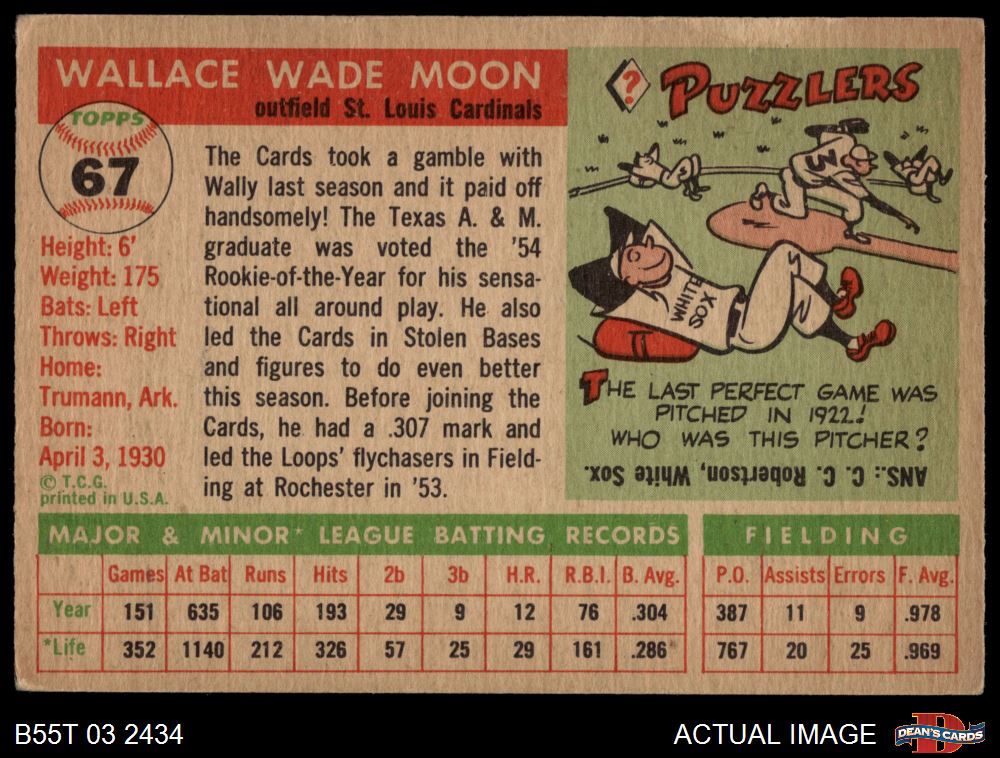 WALLACE WADE MOON
outfield St. Louis Cardinals
TOPPS
67
Height: 6'
Weight: 175
Bats: Left
Throws: Right
Home:
Trumann, Ark.
Born:
April 3, 1930
© T.C.G.
printed in U.S.A.
The Cards took a gamble with
Wally last season and it paid off
handsomely! The Texas A. & M.
graduate was voted the '54
Rookie-of-the-Year for his sensa-
tional all around play. He also
led the Cards in Stolen Bases
and figures to do even better
this season. Before joining the
Cards, he had a .307 mark and
led the Loops' flychasers in Field-
ing at Rochester in '53.
? PUZZLERS
WHITE
SOX
THE LAST PERFECT GAME WAS
PITCHED IN 1922!
WHO WAS THIS PITCHER?
ANS.: C. C. Robertson, White Sox.
MAJOR & MINOR* LEAGUE BATTING RECORDS
Games At Bat Runs Hits 2b 3b H.R. R.B.I. B. Avg.
Year 151 635 106 193 29 9 12 76 .304
*Life 352 1140 212 326 57 25 29 161 .286
FIELDING
P.O. Assists Errors F. Avg.
387 11 9 .978
767 20 25 .969
B55T 03 2434
ACTUAL IMAGE
D
DEAN'S CARDS